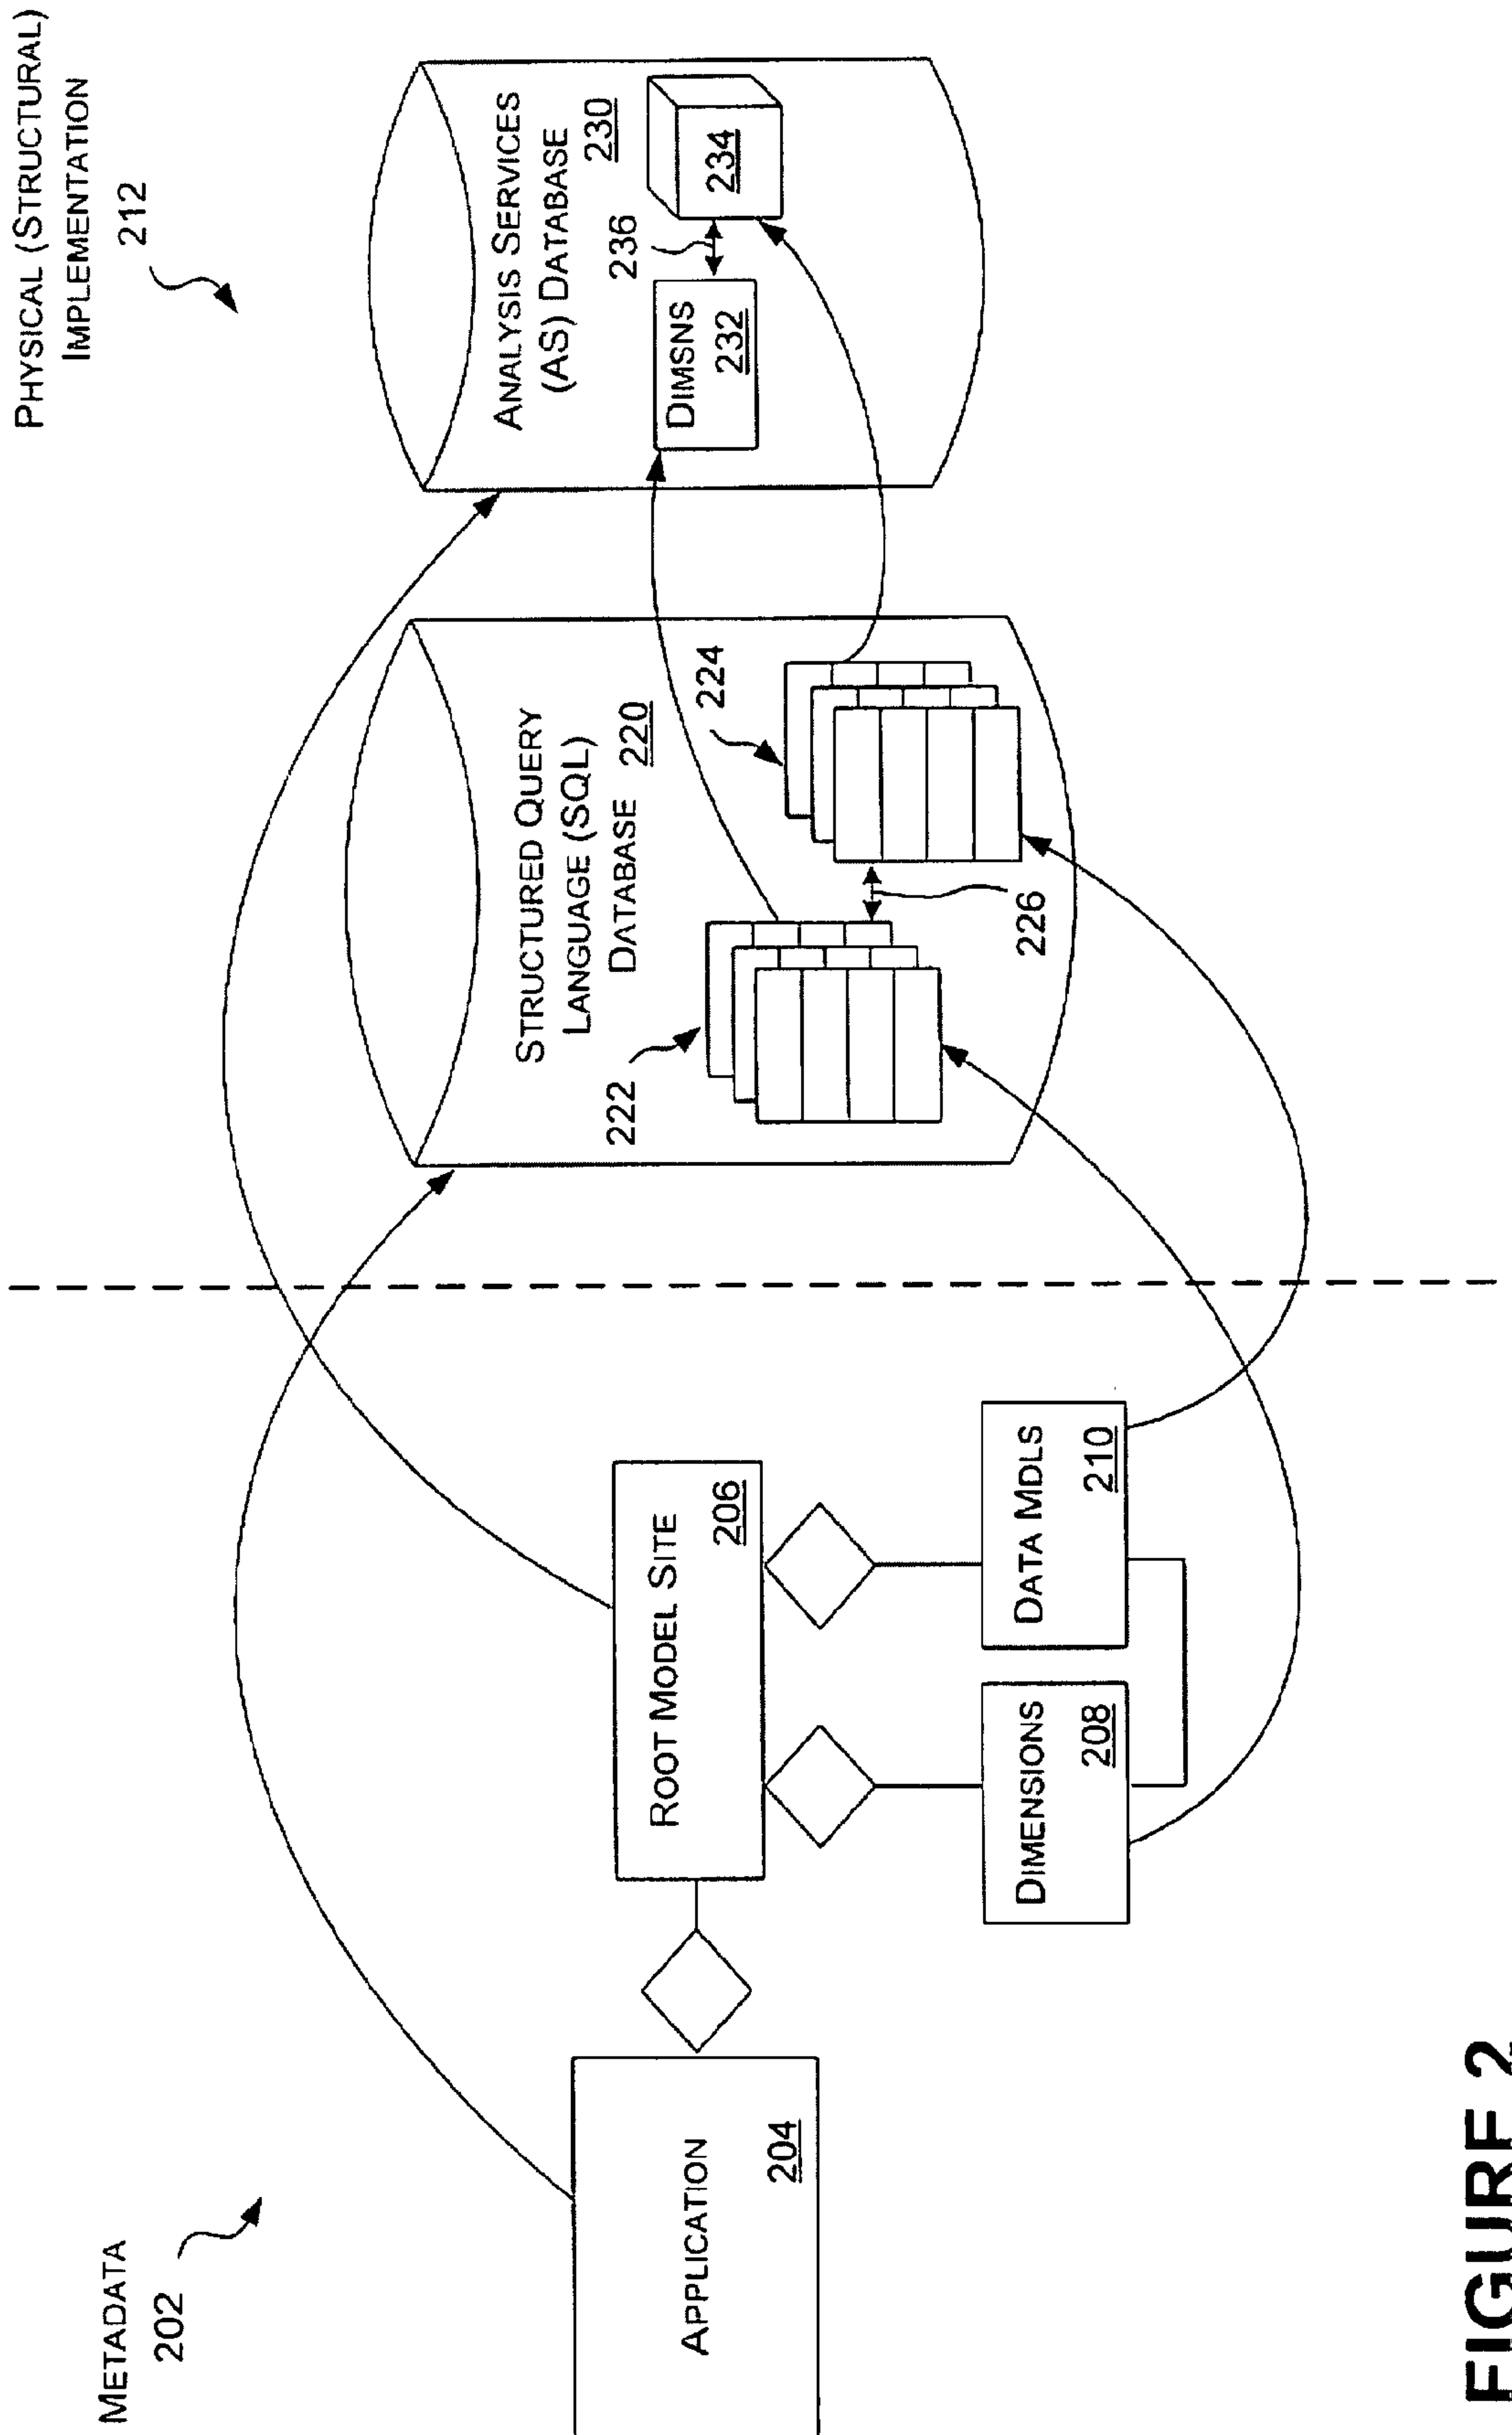 METADATA
202
PHYSICAL (STRUCTURAL)
IMPLEMENTATION
212
APPLICATION
204
ROOT MODEL SITE
206
DIMENSIONS
208
DATA MDLS
210
STRUCTURED QUERY
LANGUAGE (SQL)
DATABASE 220
222
224
226
ANALYSIS SERVICES
(AS) DATABASE
230
DIMSNS
232
236
234
FIGURE 2